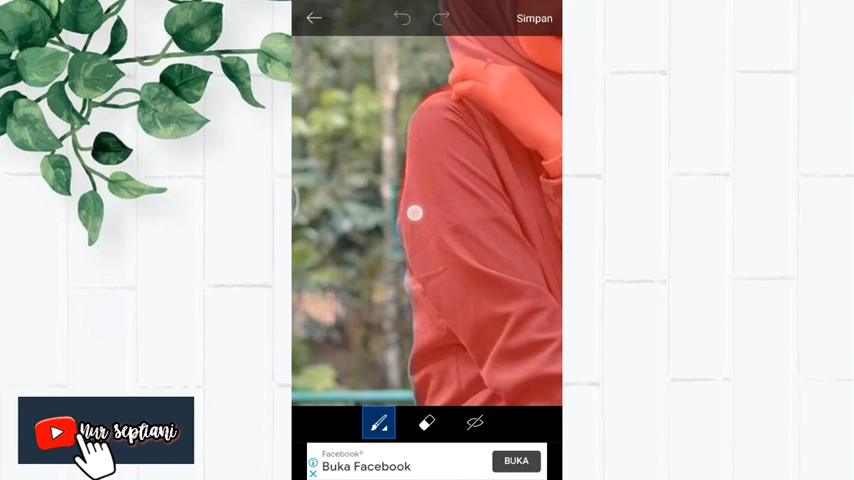 Simpan
Nur Septiani
Facebook®
Buka Facebook
BUKA